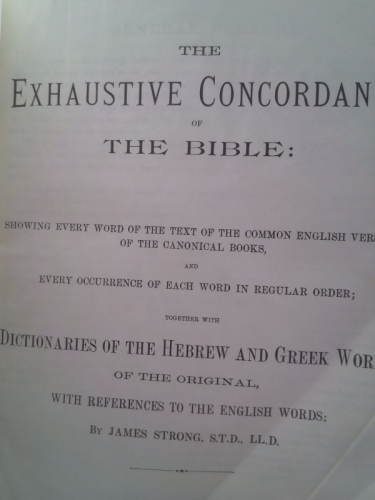 THE
EXHAUSTIVE CONCORDAN
OF
THE BIBLE:
SHOWING EVERY WORD OF THE TEXT OF THE COMMON ENGLISH VER
OF THE CANONICAL BOOKS,
AND
EVERY OCCURRENCE OF EACH WORD IN REGULAR ORDER;
TOGETHER WITH
DICTIONARIES OF THE HEBREW AND GREEK WOR
OF THE ORIGINAL,
WITH REFERENCES TO THE ENGLISH WORDS;
BY JAMES STRONG, S.T.D., LL.D.